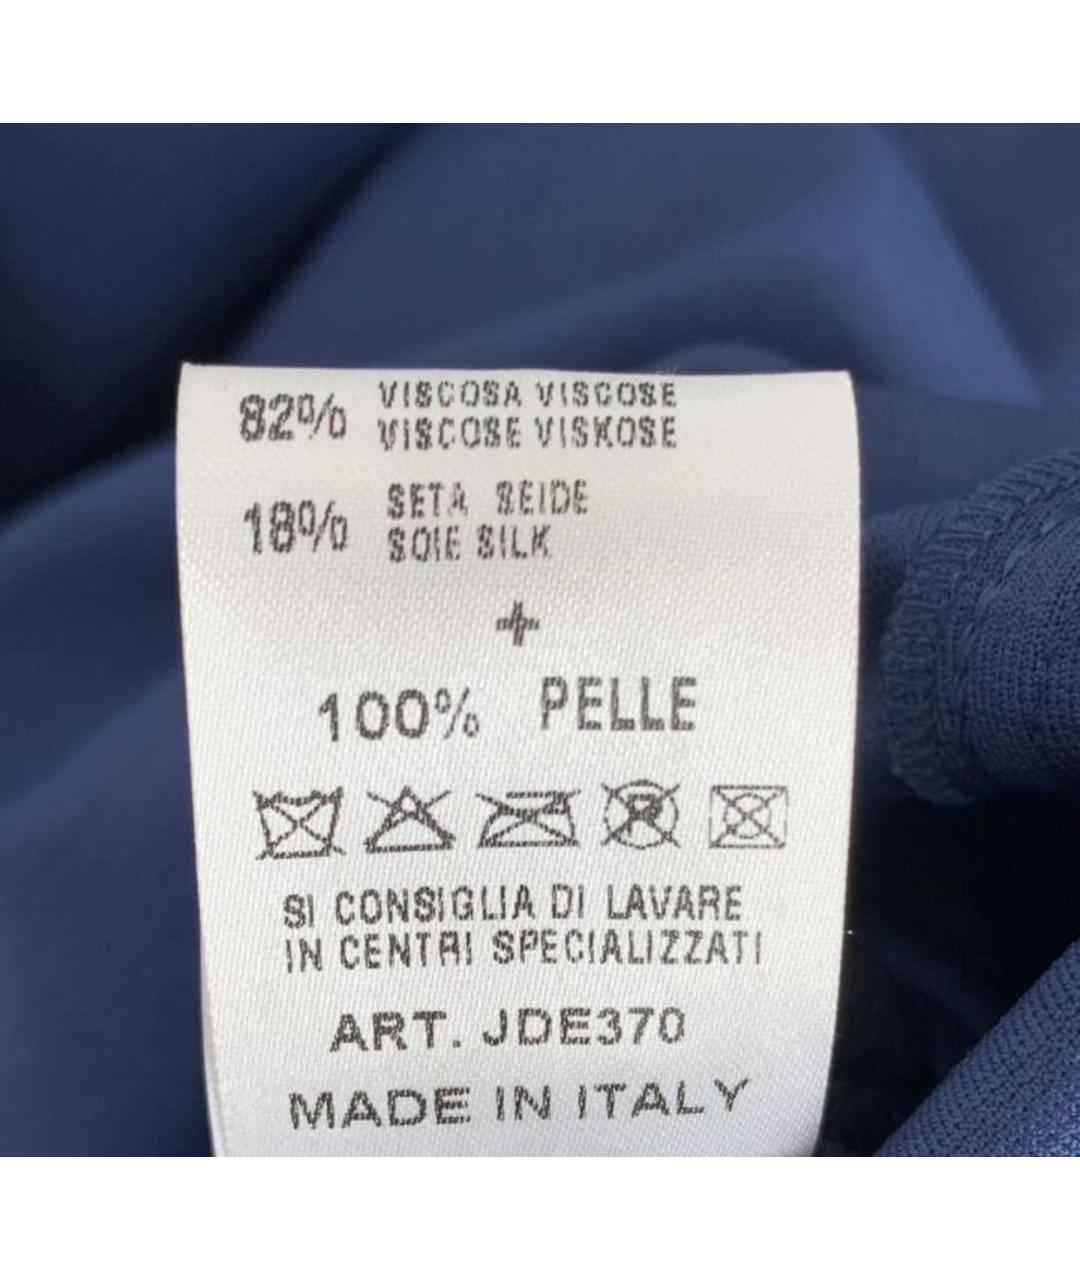 82% VISCOSA VISCOSE
VISCOSE VISKOSE
18% SETA SEIDE
SOIE SILK
+
100% PELLE
SI CONSIGLIA DI LAVARE
IN CENTRI SPECIALIZZATI
ART. JDE370
MADE IN ITALY